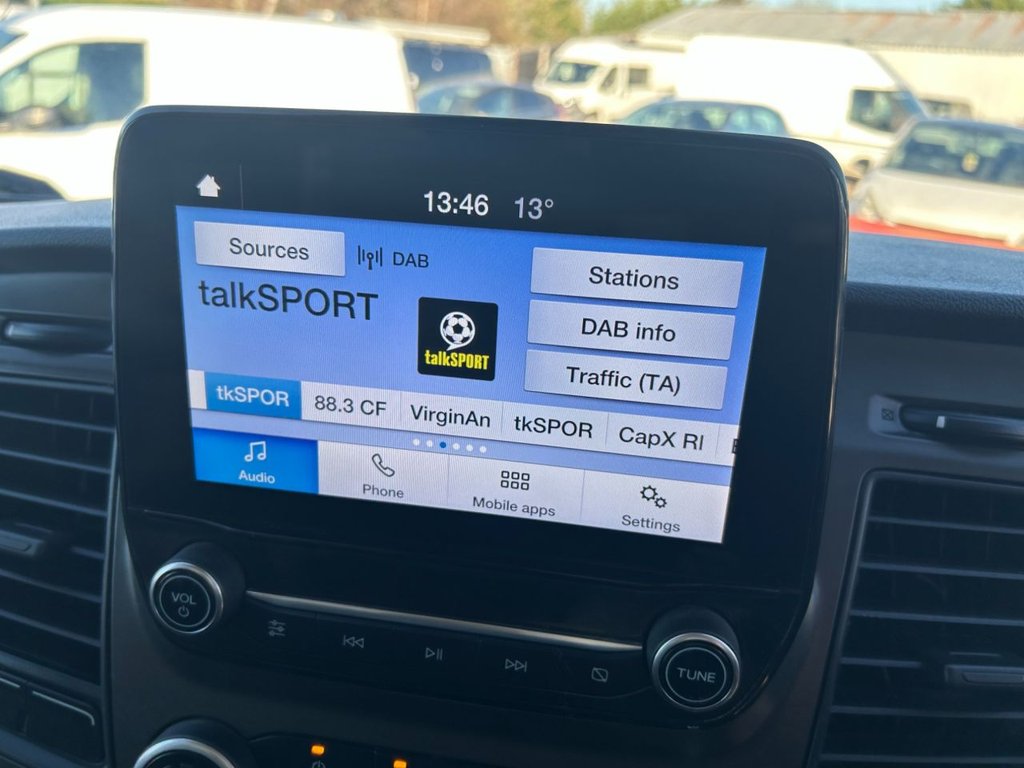 13:46 13°
Sources DAB
talkSPORT
talkSPORT
Stations
DAB info
Traffic (TA)
tkSPOR 88.3 CF VirginAn tkSPOR CapX RI
Audio Phone Mobile apps Settings
VOL
TUNE